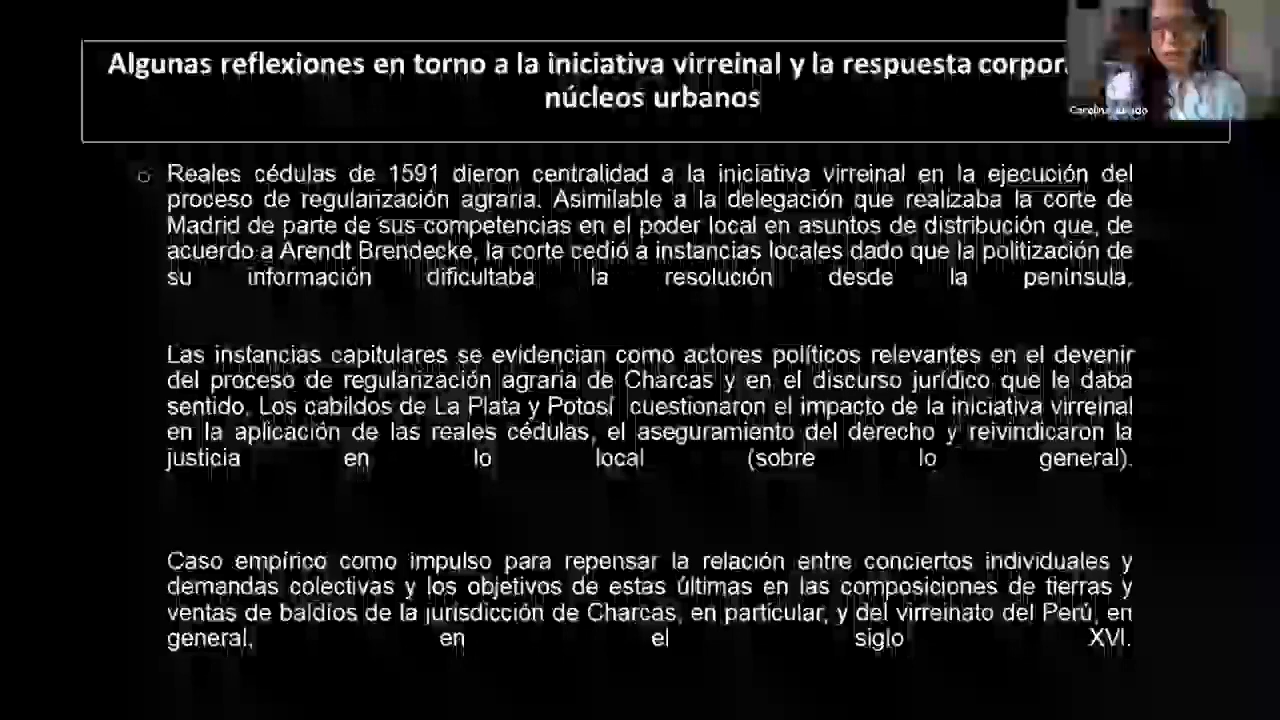 Algunas reflexiones en torno a la iniciativa virreinal y la respuesta
núcleos urbanos
Reales cédulas de 1591 dieron centralidad a la iniciativa virreinal en la ejecución del
proceso de regularización agraria. Asimilable a la delegación que realizaba la corte de
Madrid de parte de sus competencias en el poder local en asuntos de distribución que, de
acuerdo a Arendt Brendecke, la corte cedió a instancias locales dado que la politización de
su información dificultaba la resolución desde la península.
Las instancias capitulares se evidencian como actores políticos relevantes en el devenir
del proceso de regularización agraria de Charcas y en el discurso jurídico que le daba
sentido. Los cabildos de La Plata y Potosí cuestionaron el impacto de la iniciativa virreinal
en la aplicación de las reales cédulas, el aseguramiento del derecho y reivindicaron la
justicia en lo local (sobre lo general).
Caso empírico como impulso para repensar la relación entre conciertos individuales y
demandas colectivas y los objetivos de estas últimas en las composiciones de tierras y
ventas de baldíos de la jurisdicción de Charcas, en particular, y del virreinato del Perú, en
general, en el siglo XVI.